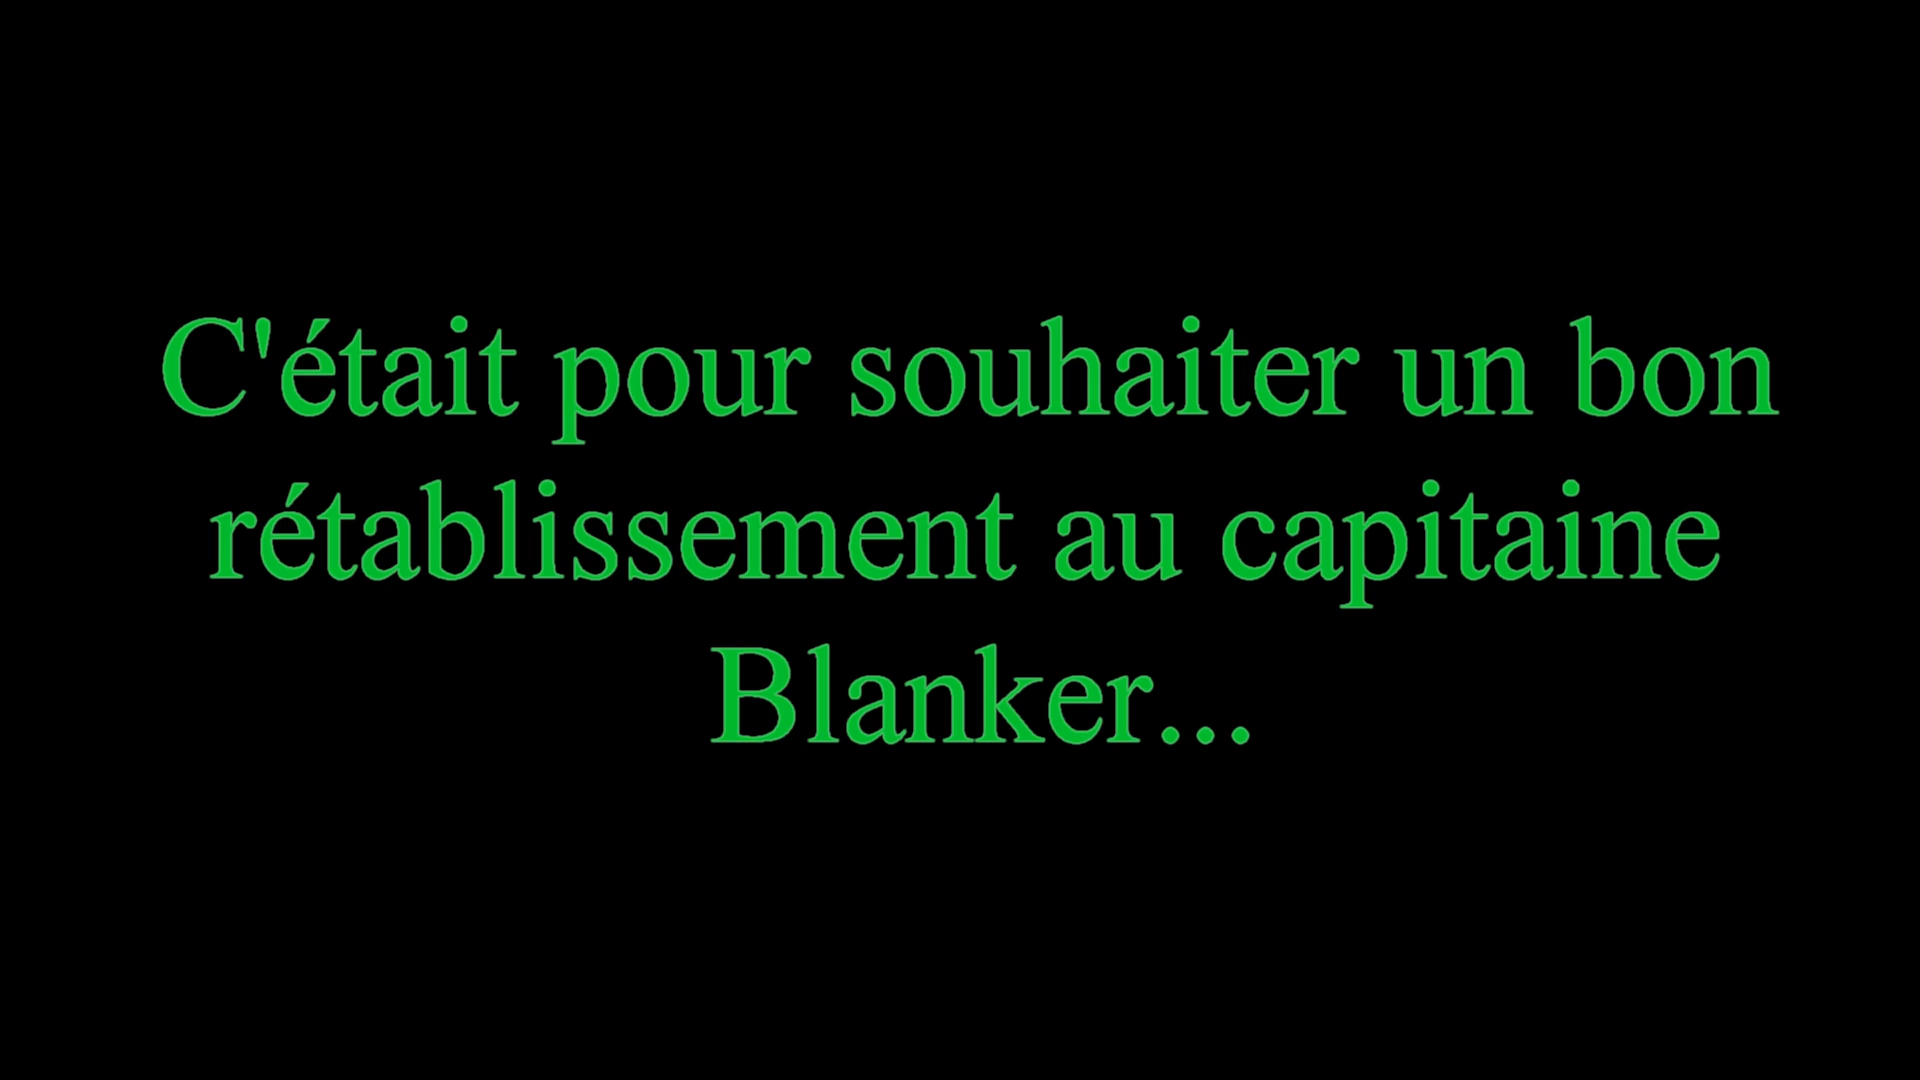 C'était pour souhaiter un bon
rétablissement au capitaine
Blanker...